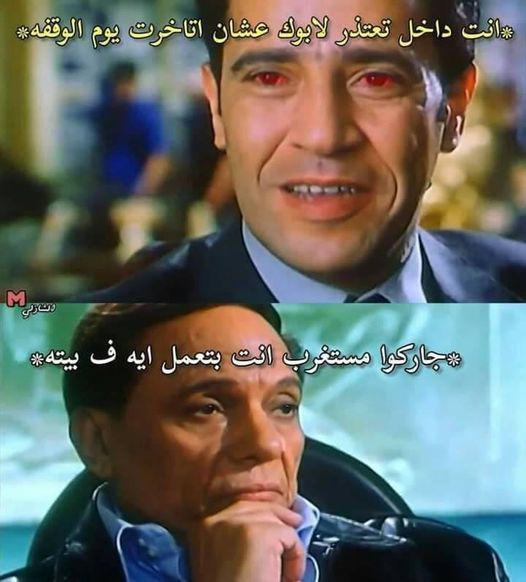 *انت داخل تعتذر لابوك عشان اتاخرت يوم الوقفه*
M
*جاركوا مستغرب انت بتعمل ايه ف بيته*